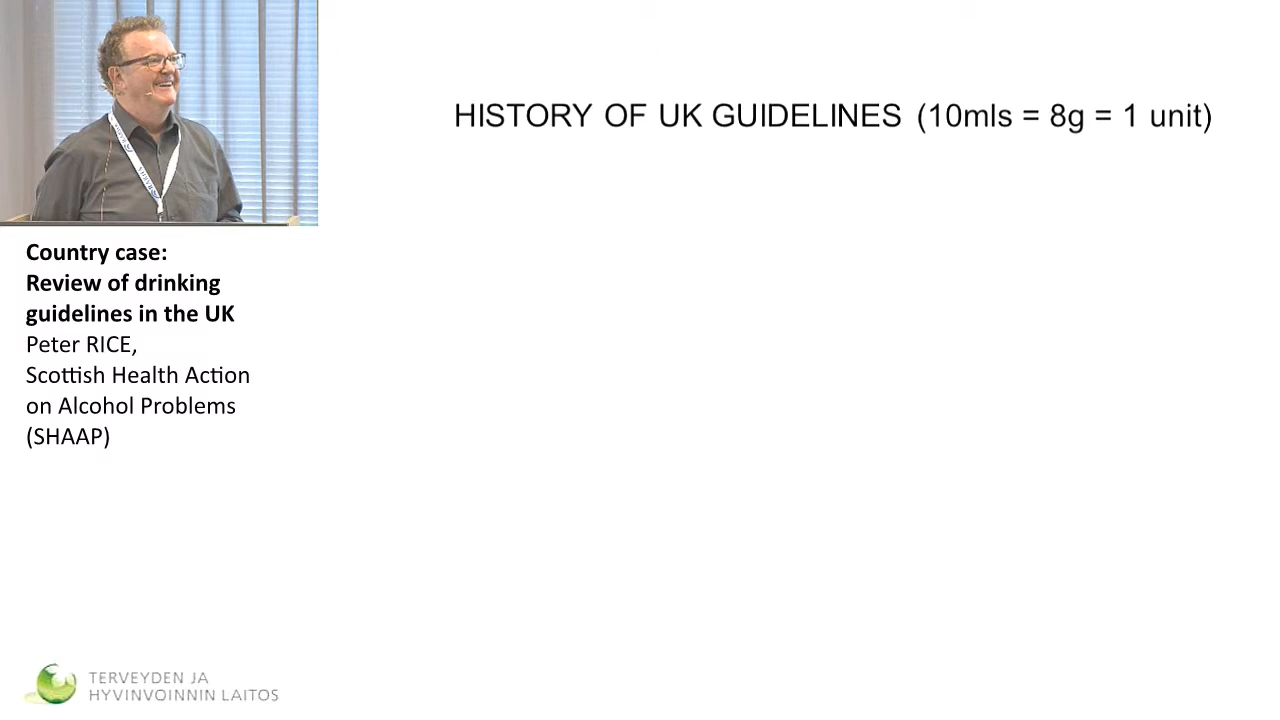 HISTORY OF UK GUIDELINES (10mls = 8g = 1 unit)
Country case:
Review of drinking
guidelines in the UK
Peter RICE,
Scottish Health Action
on Alcohol Problems
(SHAAP)
TERVEYDEN JA
HYVINVOINNIN LAITOS